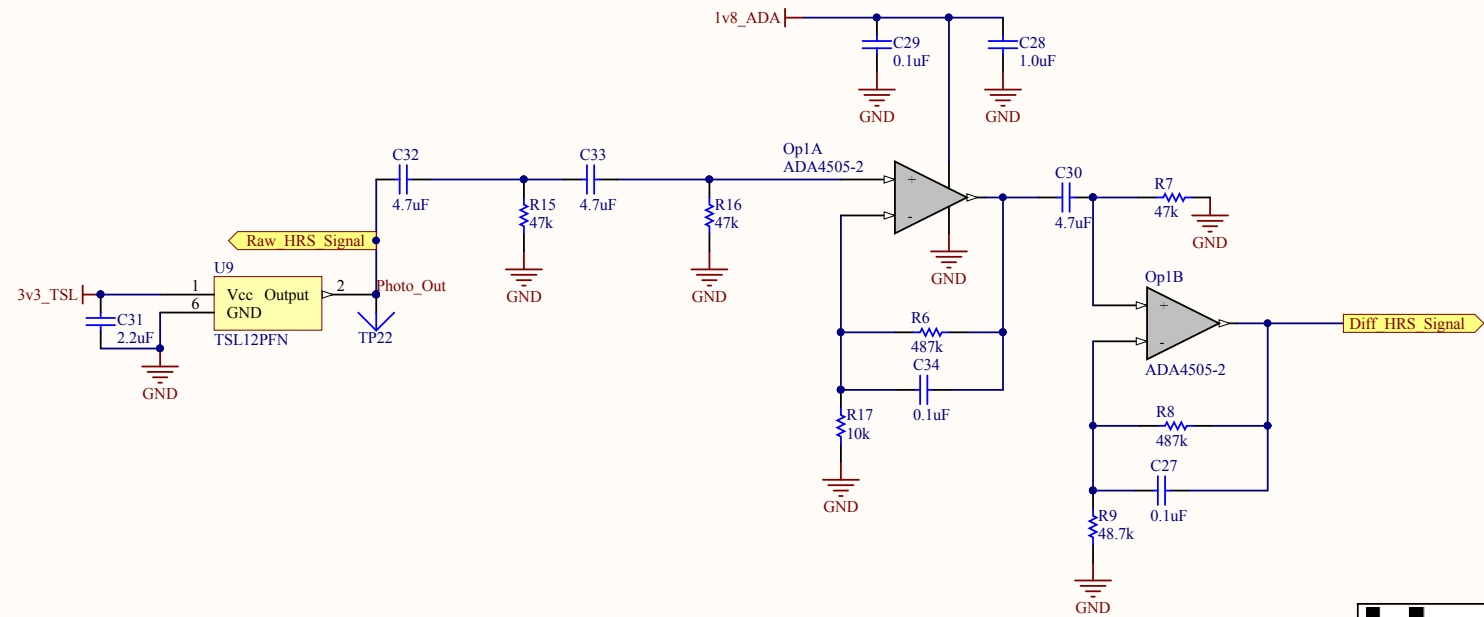 1v8_ADA
C29
0.1uF
GND
C28
1.0uF
GND
Op1A
ADA4505-2
GND
C32
4.7uF
R15
47k
GND
C33
4.7uF
R16
47k
GND
C30
4.7uF
R7
47k
GND
Raw_HRS_Signal
U9
3v3_TSL
1
6
Vcc Output
GND
2
Photo_Out
TSL12PFN
TP22
C31
2.2uF
GND
R6
487k
C34
0.1uF
R17
10k
GND
Op1B
ADA4505-2
Diff_HRS_Signal
R8
487k
C27
0.1uF
R9
48.7k
GND
+
-
+
-